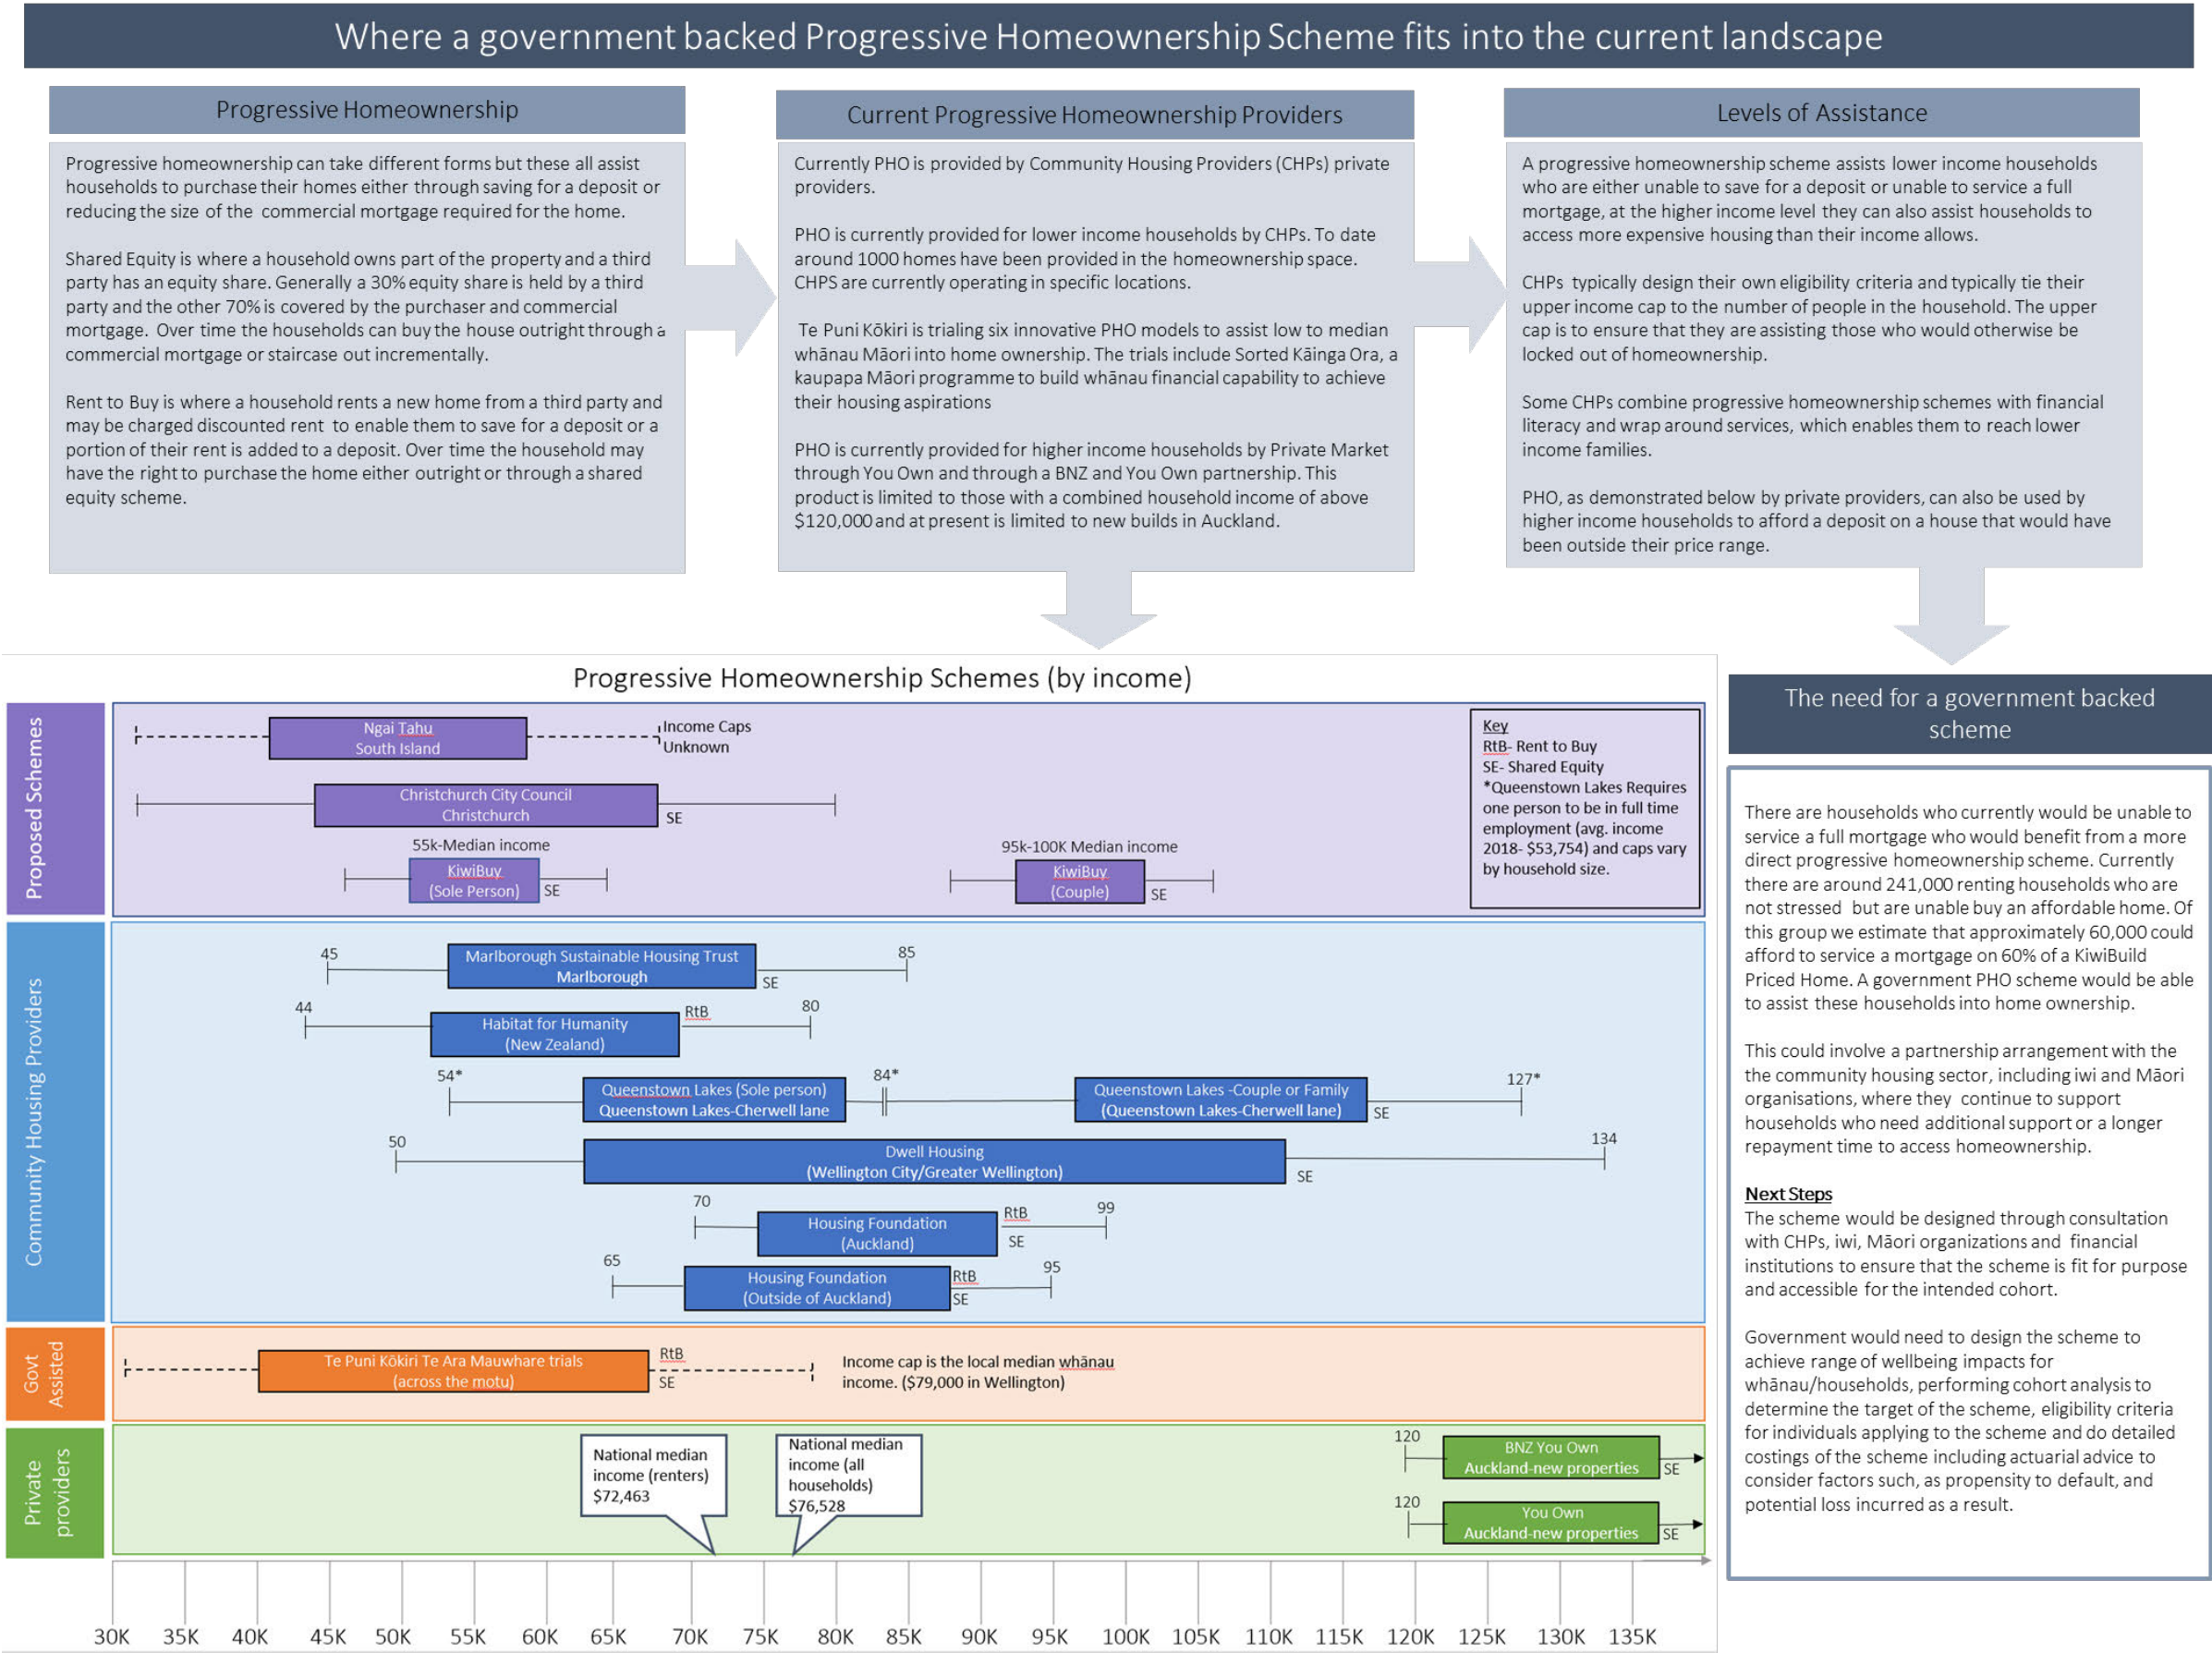 Where a government backed Progressive Homeownership Scheme fits into the current landscape
Progressive Homeownership
Progressive homeownership can take different forms but these all assist
households to purchase their homes either through saving for a deposit or
reducing the size of the commercial mortgage required for the home.
Shared Equity is where a household owns part of the property and a third
party has an equity share. Generally a 30% equity share is held by a third
party and the other 70% is covered by the purchaser and commercial
mortgage. Over time the households can buy the house outright through a
commercial mortgage or staircase out incrementally.
Rent to Buy is where a household rents a new home from a third party and
may be charged discounted rent to enable them to save for a deposit or a
portion of their rent is added to a deposit. Over time the household may
have the right to purchase the home either outright or through a shared
equity scheme.
Current Progressive Homeownership Providers
Currently PHO is provided by Community Housing Providers (CHPs) private
providers.
PHO is currently provided for lower income households by CHPs. To date
around 1000 homes have been provided in the homeownership space.
CHPS are currently operating in specific locations.
Te Puni Kōkiri is trialing six innovative PHO models to assist low to median
whānau Māori into home ownership. The trials include Sorted Kāinga Ora, a
kaupapa Māori programme to build whānau financial capability to achieve
their housing aspirations
PHO is currently provided for higher income households by Private Market
through You Own and through a BNZ and You Own partnership. This
product is limited to those with a combined household income of above
$120,000 and at present is limited to new builds in Auckland.
Levels of Assistance
A progressive homeownership scheme assists lower income households
who are either unable to save for a deposit or unable to service a full
mortgage, at the higher income level they can also assist households to
access more expensive housing than their income allows.
CHPs typically design their own eligibility criteria and typically tie their
upper income cap to the number of people in the household. The upper
cap is to ensure that they are assisting those who would otherwise be
locked out of homeownership.
Some CHPs combine progressive homeownership schemes with financial
literacy and wrap around services, which enables them to reach lower
income families.
PHO, as demonstrated below by private providers, can also be used by
higher income households to afford a deposit on a house that would have
been outside their price range.
Progressive Homeownership Schemes (by income)
Proposed Schemes
Ngai Tahu
South Island
Income Caps
Unknown
Christchurch City Council
Christchurch
SE
55k-Median income
KiwiBuy
(Sole Person)
SE
95k-100K Median income
KiwiBuy
(Couple)
SE
Key
RtB- Rent to Buy
SE- Shared Equity
*Queenstown Lakes Requires
one person to be in full time
employment (avg. income
2018- $53,754) and caps vary
by household size.
Community Housing Providers
45
Marlborough Sustainable Housing Trust
Marlborough
SE
85
44
Habitat for Humanity
(New Zealand)
RtB
80
54*
Queenstown Lakes (Sole person)
Queenstown Lakes-Cherwell lane
84*
Queenstown Lakes -Couple or Family
(Queenstown Lakes-Cherwell lane)
SE
127*
50
Dwell Housing
(Wellington City/Greater Wellington)
SE
134
70
Housing Foundation
(Auckland)
RtB
SE
99
65
Housing Foundation
(Outside of Auckland)
RtB
SE
95
Govt
Assisted
Te Puni Kōkiri Te Ara Mauwhare trials
(across the motu)
RtB
SE
Income cap is the local median whānau
income. ($79,000 in Wellington)
Private
providers
National median
income (renters)
$72,463
National median
income (all
households)
$76,528
120
BNZ You Own
Auckland-new properties
SE
120
You Own
Auckland-new properties
SE
30K 35K 40K 45K 50K 55K 60K 65K 70K 75K 80K 85K 90K 95K 100K 105K 110K 115K 120K 125K 130K 135K
The need for a government backed
scheme
There are households who currently would be unable to
service a full mortgage who would benefit from a more
direct progressive homeownership scheme. Currently
there are around 241,000 renting households who are
not stressed but are unable buy an affordable home. Of
this group we estimate that approximately 60,000 could
afford to service a mortgage on 60% of a KiwiBuild
Priced Home. A government PHO scheme would be able
to assist these households into home ownership.
This could involve a partnership arrangement with the
the community housing sector, including iwi and Māori
organisations, where they continue to support
households who need additional support or a longer
repayment time to access homeownership.
Next Steps
The scheme would be designed through consultation
with CHPs, iwi, Māori organizations and financial
institutions to ensure that the scheme is fit for purpose
and accessible for the intended cohort.
Government would need to design the scheme to
achieve range of wellbeing impacts for
whānau/households, performing cohort analysis to
determine the target of the scheme, eligibility criteria
for individuals applying to the scheme and do detailed
costings of the scheme including actuarial advice to
consider factors such, as propensity to default, and
potential loss incurred as a result.